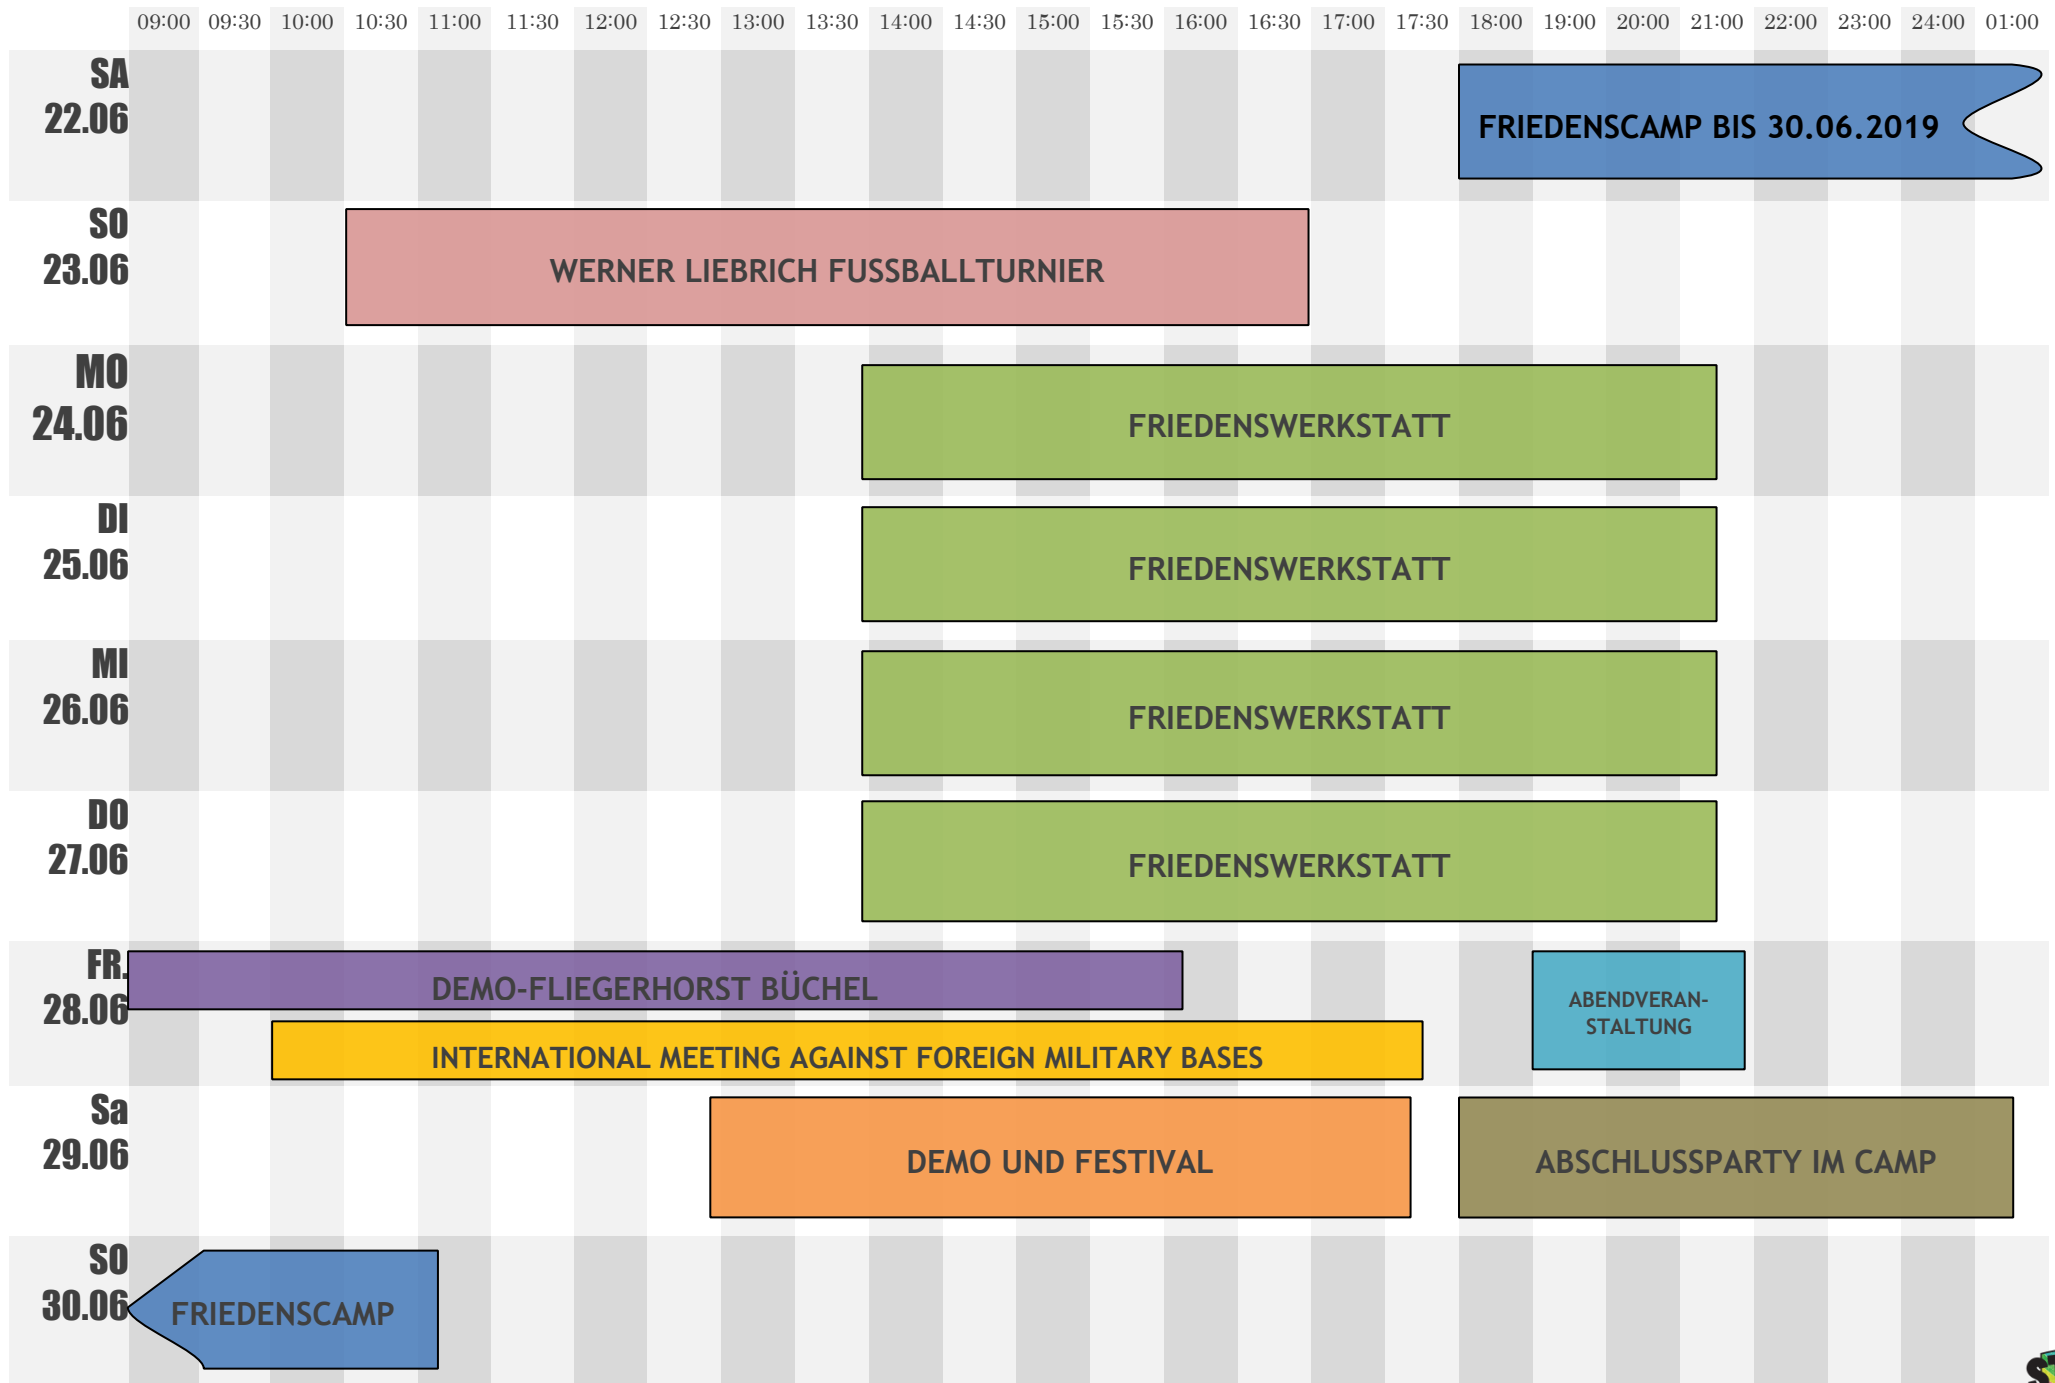 09:00 09:30 10:00 10:30 11:00 11:30 12:00 12:30 13:00 13:30 14:00 14:30 15:00 15:30 16:00 16:30 17:00 17:30 18:00 19:00 20:00 21:00 22:00 23:00 24:00 01:00
SA
22.06
FRIEDENSCAMP BIS 30.06.2019
SO
23.06
WERNER LIEBRICH FUSSBALLTURNIER
MO
24.06
FRIEDENSWERKSTATT
DI
25.06
FRIEDENSWERKSTATT
MI
26.06
FRIEDENSWERKSTATT
DO
27.06
FRIEDENSWERKSTATT
FR.
28.06
DEMO-FLIEGERHORST BÜCHEL
INTERNATIONAL MEETING AGAINST FOREIGN MILITARY BASES
ABENDVERAN-
STALTUNG
Sa
29.06
DEMO UND FESTIVAL
ABSCHLUSSPARTY IM CAMP
SO
30.06
FRIEDENSCAMP